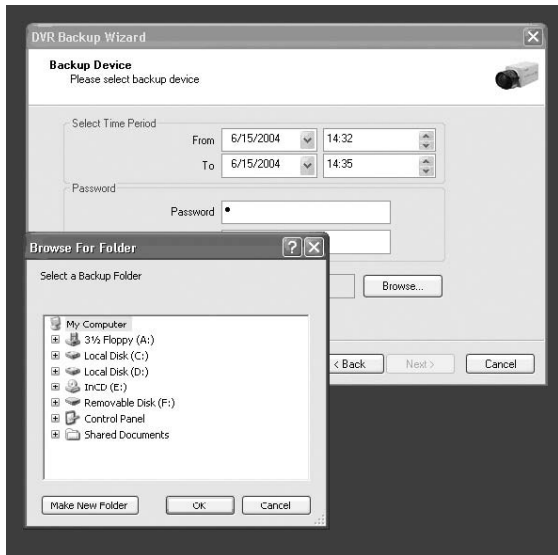 DVR Backup Wizard
Backup Device
Please select backup device
Select Time Period
From 6/15/2004 14:32
To 6/15/2004 14:35
Password
Password •
Browse For Folder
Select a Backup Folder
Browse...
My Computer
3½ Floppy (A:)
Local Disk (C:)
Local Disk (D:)
InCD (E:)
Removable Disk (F:)
Control Panel
Shared Documents
< Back Next > Cancel
Make New Folder OK Cancel